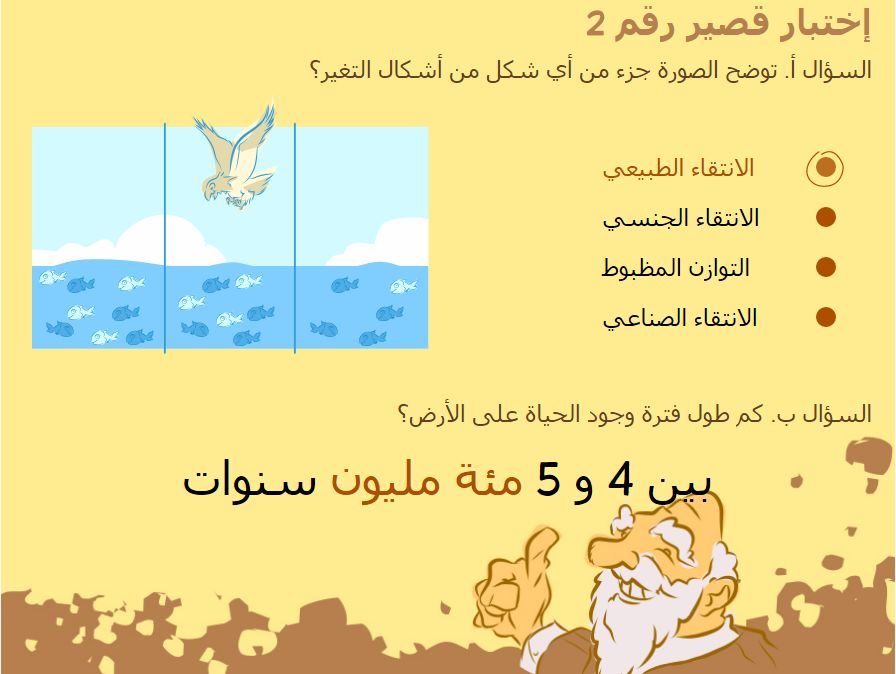 إختبار قصير رقم 2
السؤال أ. توضح الصورة جزء من أي شكل من أشكال التغير؟
الانتقاء الطبيعي
الانتقاء الجنسي
التوازن المظبوط
الانتقاء الصناعي
السؤال ب. كم طول فترة وجود الحياة على الأرض؟
بين 4 و 5 مئة مليون سنوات